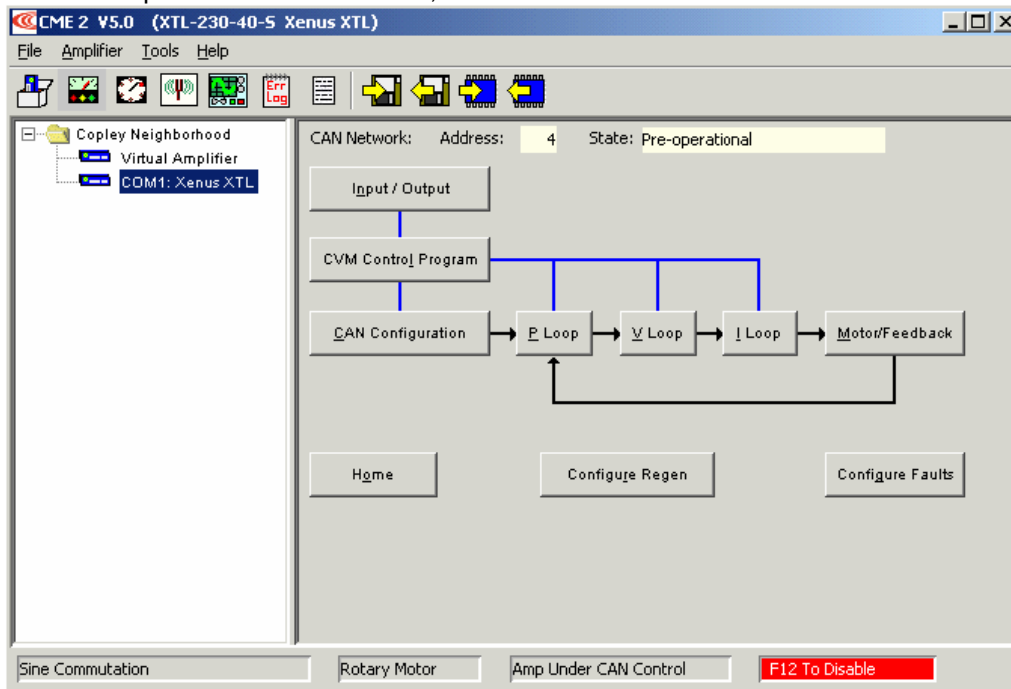 CME 2 V5.0 (XTL-230-40-S Xenus XTL)
File Amplifier Tools Help
Err Log
Copley Neighborhood
Virtual Amplifier
COM1: Xenus XTL
CAN Network: Address: 4 State: Pre-operational
Input / Output
CVM Control Program
CAN Configuration P Loop V Loop I Loop Motor/Feedback
Home Configure Regen Configure Faults
Sine Commutation Rotary Motor Amp Under CAN Control F12 To Disable